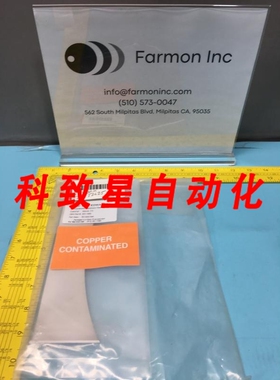 Farmon Inc
info@farmoninc.com
(510) 573-0047
562 South Milpitas Blvd. Milpitas CA, 95035
科致星自动化
COPPER
CONTAMINATED